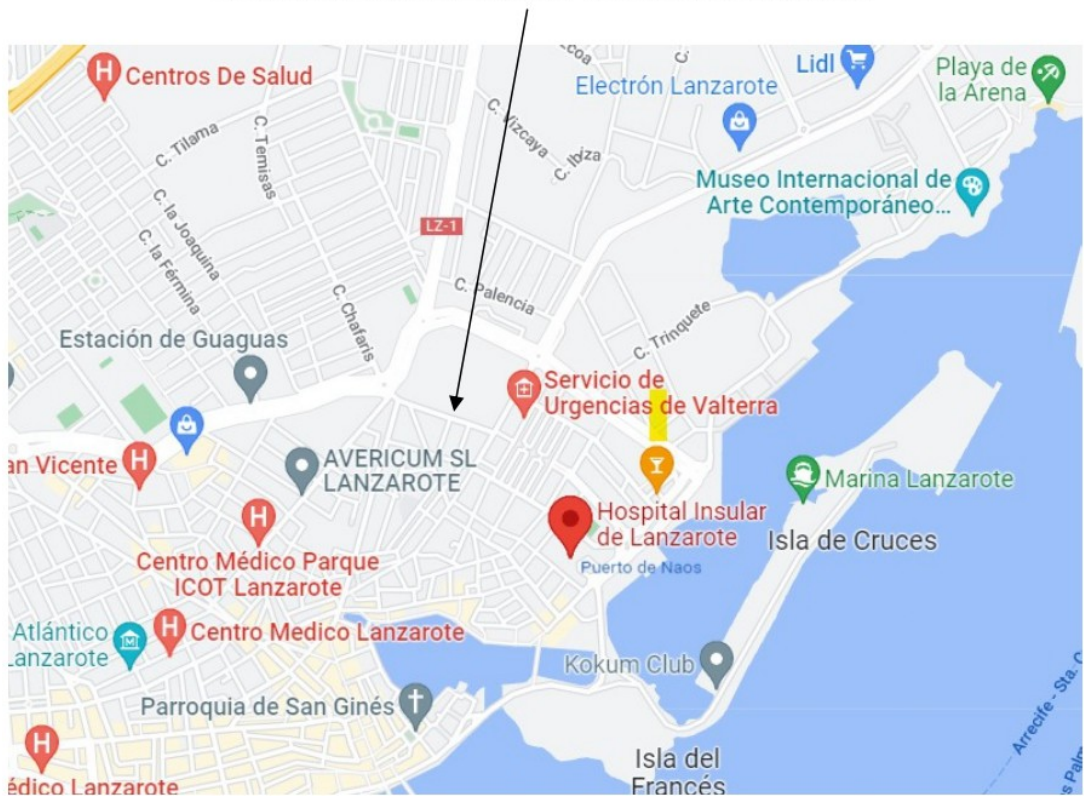 Centros De Salud
Ecoa
C.
Lidl
Playa de
la Arena
Electrón Lanzarote
C. Tilama
C. Temisas
C. Vizcaya
C. Ibiza
Museo Internacional de
Arte Contemporáneo...
C. la Joaquina
C. la Férmina
LZ-1
C. Palencia
C. Chafaris
C. Trinquete
Estación de Guaguas
Servicio de
Urgencias de Valterra
an Vicente
AVERICUM SL
LANZAROTE
Marina Lanzarote
Hospital Insular
de Lanzarote
Puerto de Naos
Isla de Cruces
Centro Médico Parque
ICOT Lanzarote
Atlántico
Lanzarote
Centro Medico Lanzarote
Kokum Club
Parroquia de San Ginés
Arrecife - Sta. C
s Palm
Isla del
Francés
édico Lanzarote